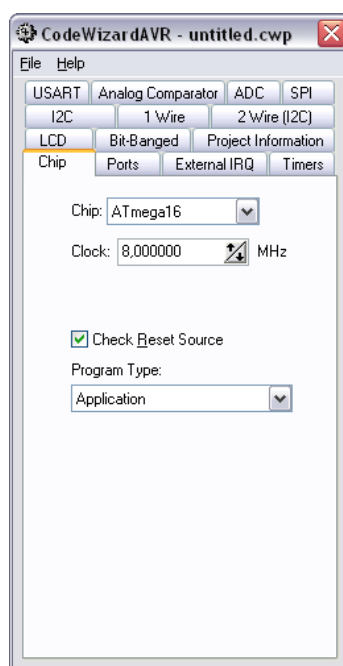 CodeWizardAVR - untitled.cwp
File Help
USART Analog Comparator ADC SPI
I2C 1 Wire 2 Wire (I2C)
LCD Bit-Banged Project Information
Chip Ports External IRQ Timers
Chip: ATmega16
Clock: 8,000000 MHz
Check Reset Source
Program Type:
Application